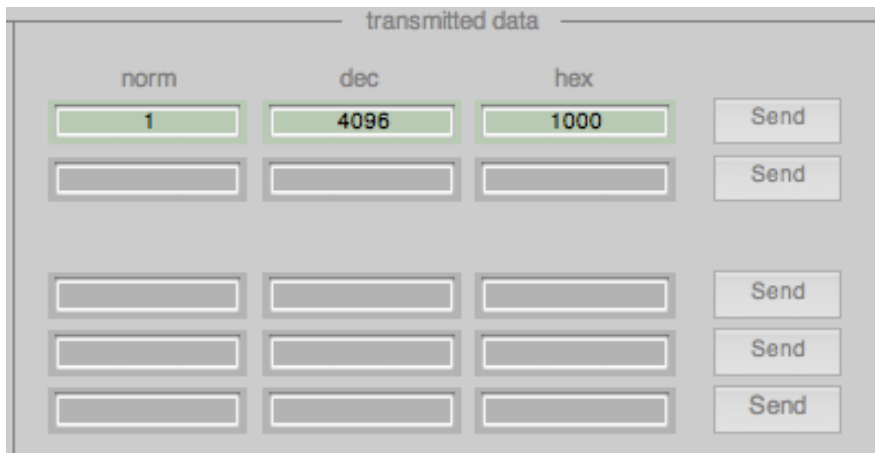 transmitted data
norm dec hex
1 4096 1000 Send
Send
Send
Send
Send